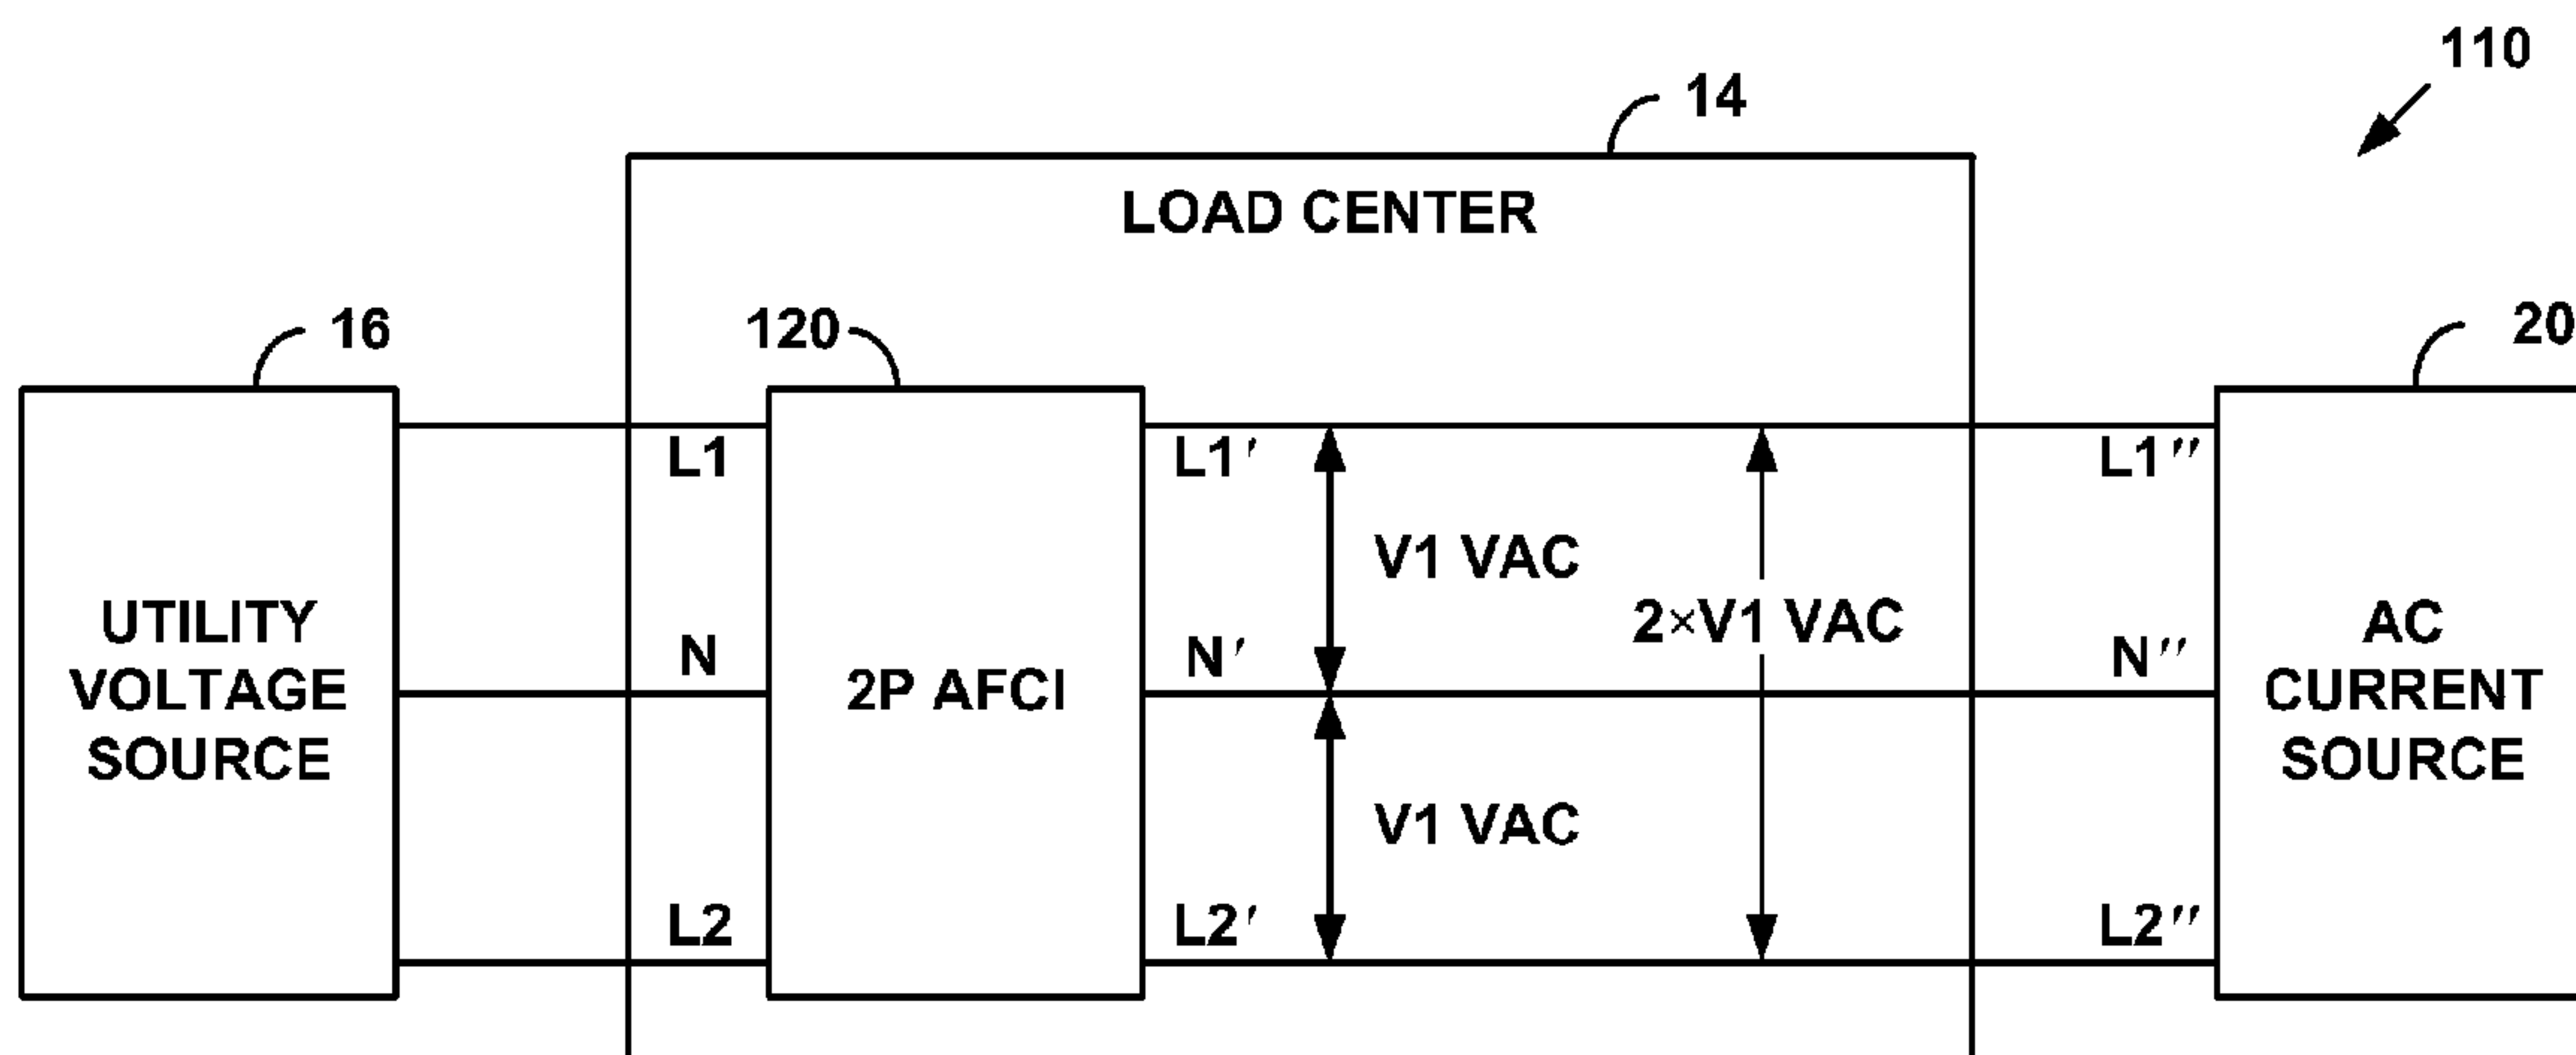 110
14
LOAD CENTER
16
120
20
L1
L1′
L1″
V1 VAC
2×V1 VAC
UTILITY
VOLTAGE
SOURCE
N
N′
N″
2P AFCI
AC
CURRENT
SOURCE
V1 VAC
L2
L2′
L2″